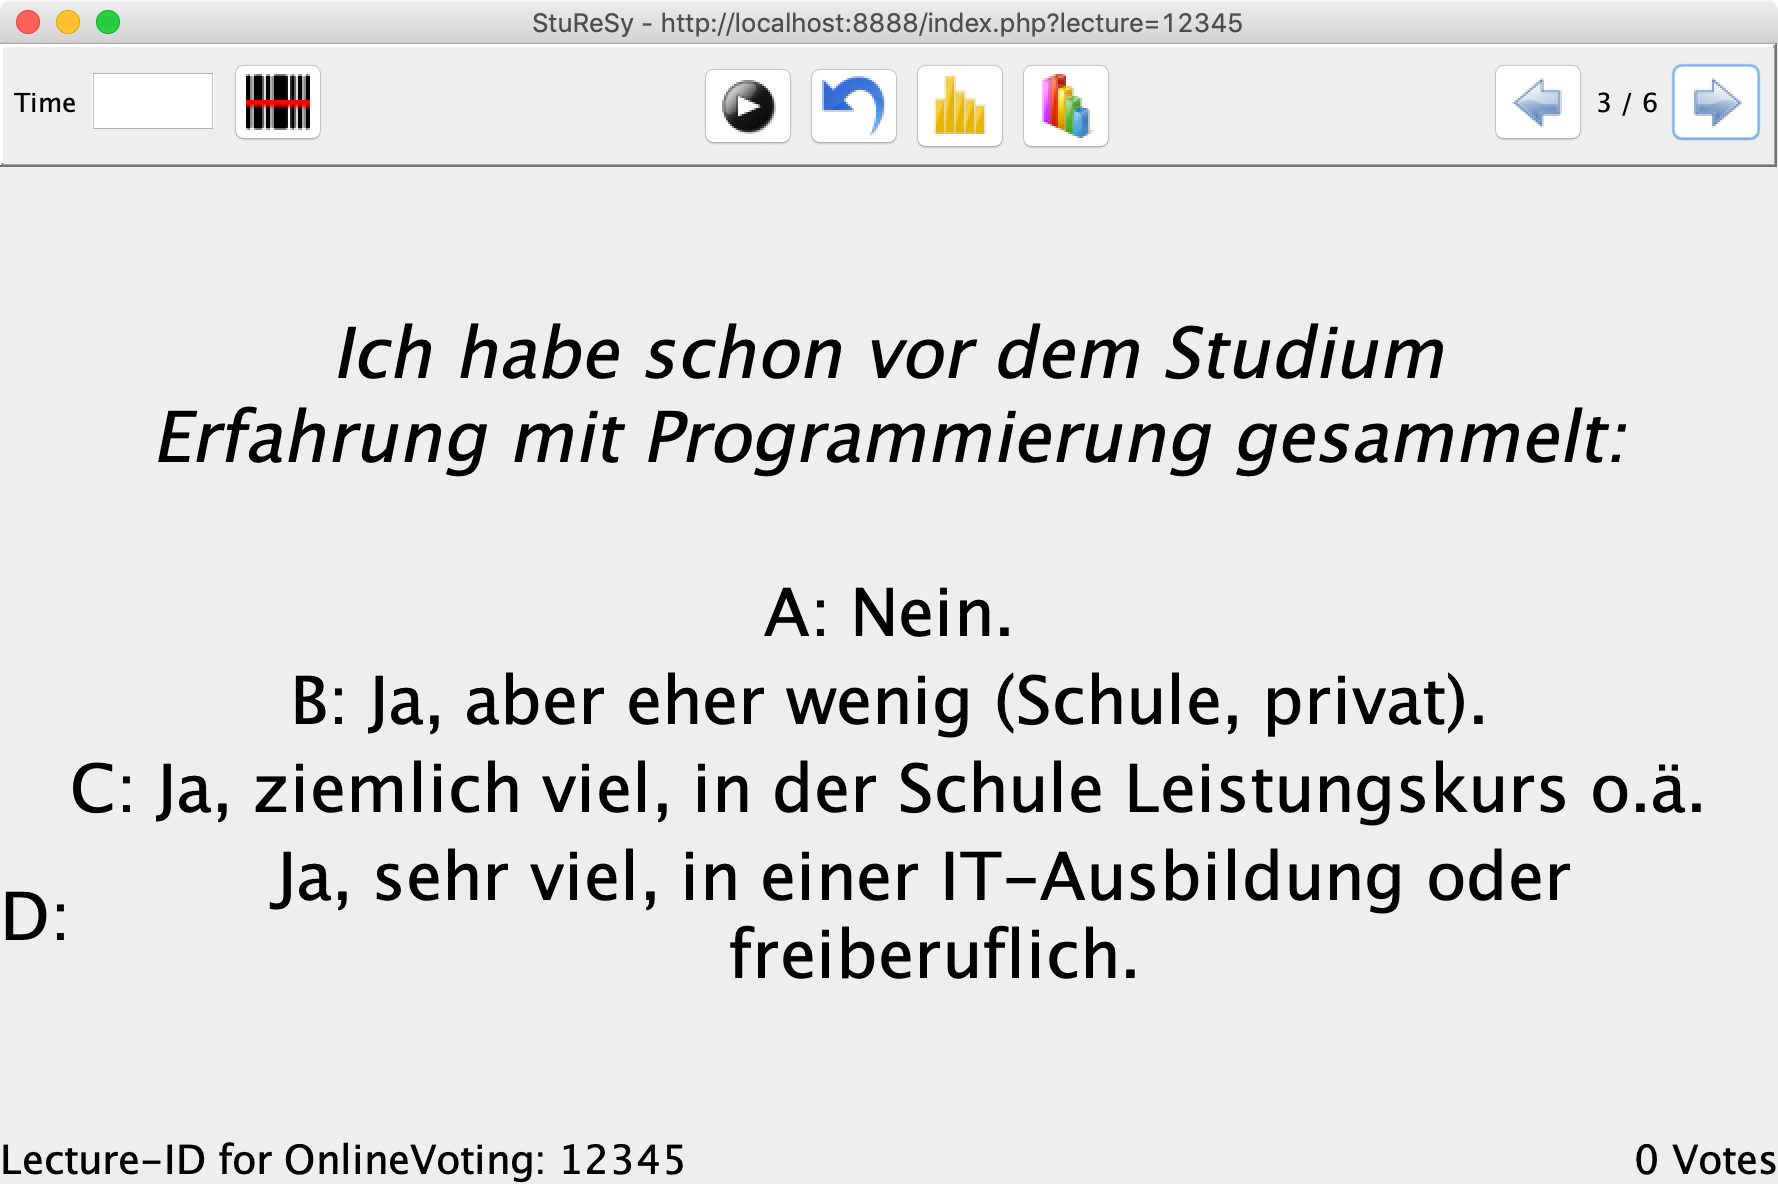 StuReSy - http://localhost:8888/index.php?lecture=12345
Time
3 / 6
Ich habe schon vor dem Studium
Erfahrung mit Programmierung gesammelt:
A: Nein.
B: Ja, aber eher wenig (Schule, privat).
C: Ja, ziemlich viel, in der Schule Leistungskurs o.ä.
D: Ja, sehr viel, in einer IT-Ausbildung oder
freiberuflich.
Lecture-ID for OnlineVoting: 12345
0 Votes